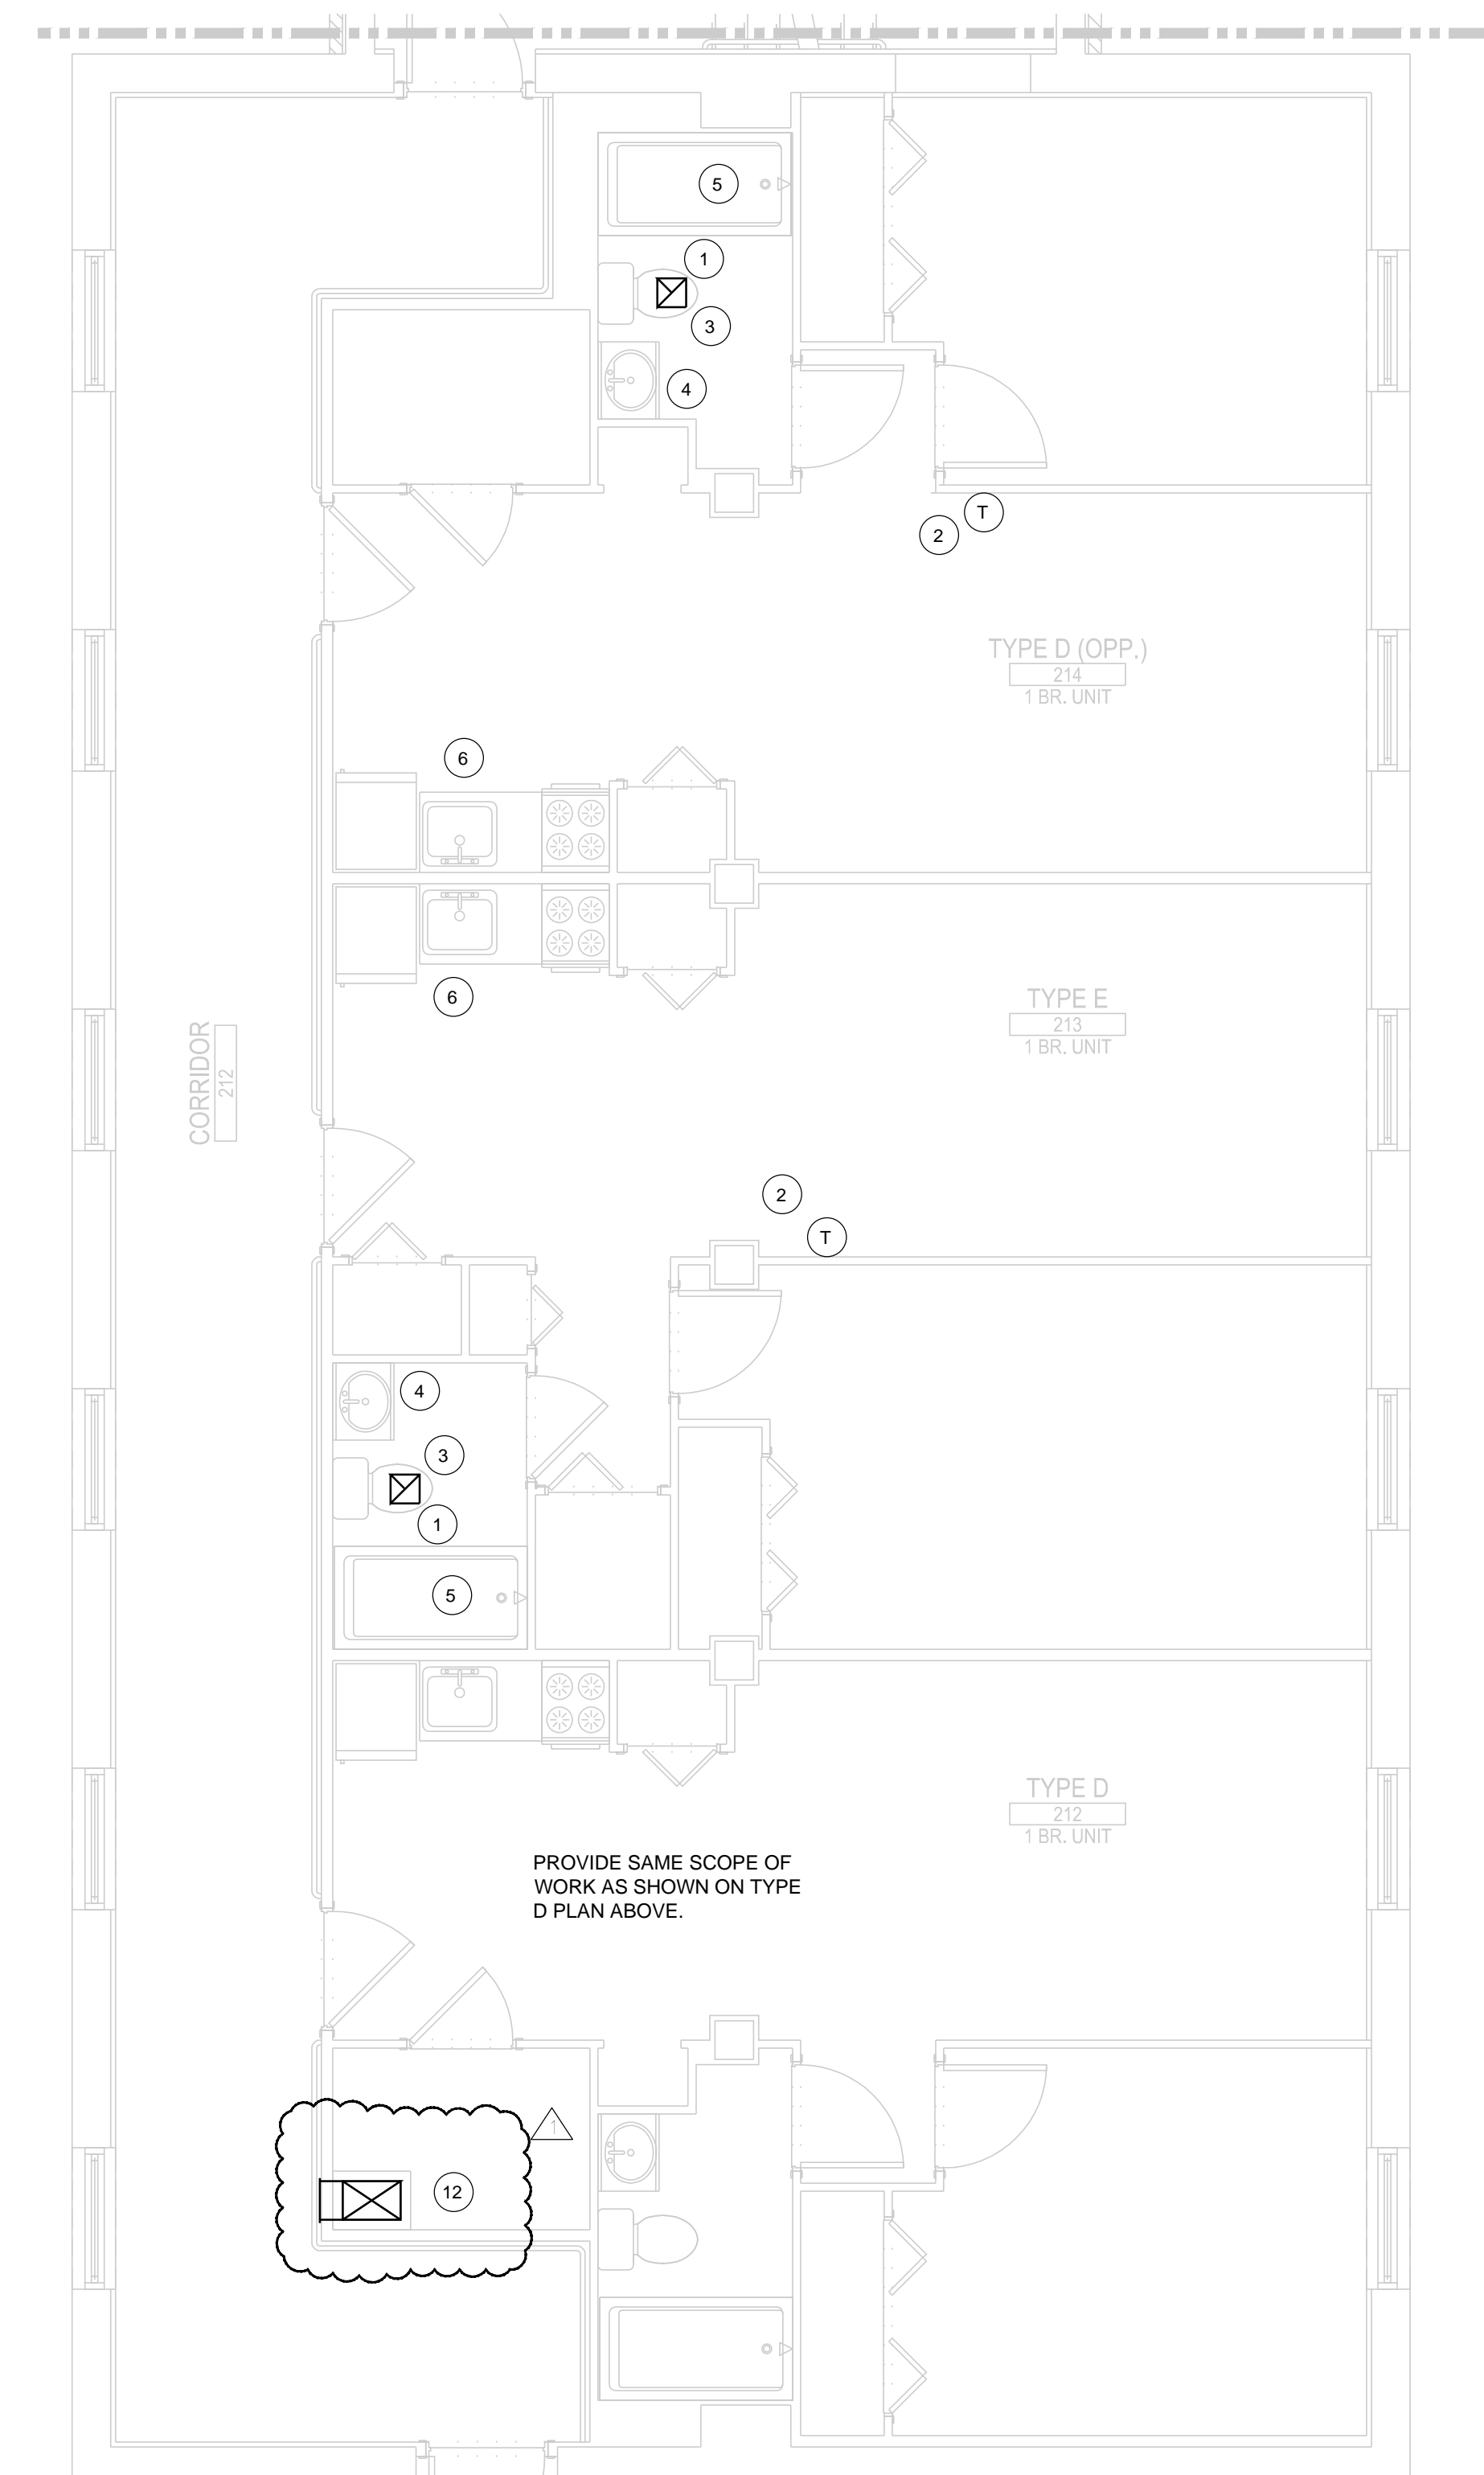 5
1
3
4
T
2
TYPE D (OPP.)
214
1 BR. UNIT
6
6
TYPE E
213
1 BR. UNIT
CORRIDOR
212
2
T
4
3
1
5
TYPE D
212
1 BR. UNIT
PROVIDE SAME SCOPE OF
WORK AS SHOWN ON TYPE
D PLAN ABOVE.
1
12